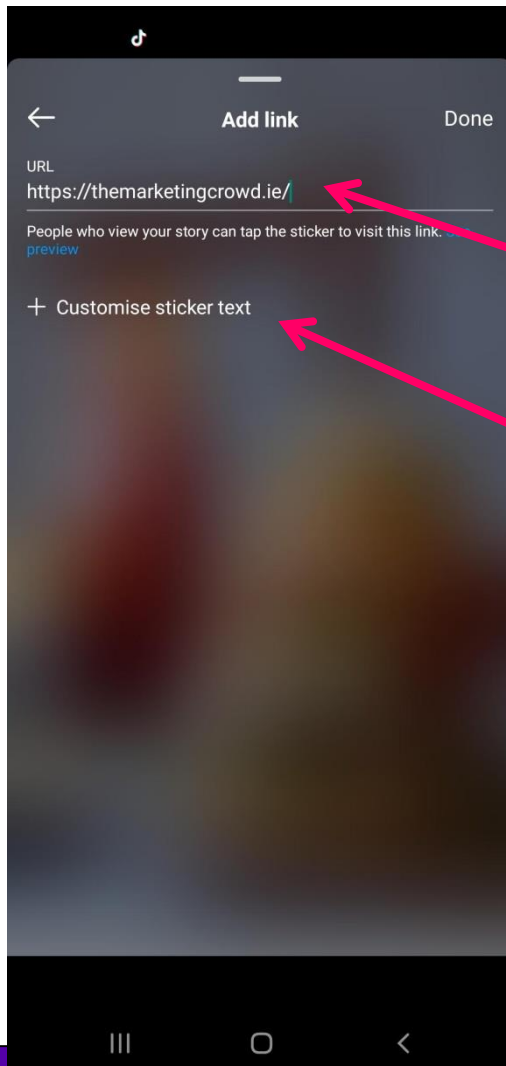 Add link
Done
URL
https://themarketingcrowd.ie/
People who view your story can tap the sticker to visit this link.
preview
+ Customise sticker text